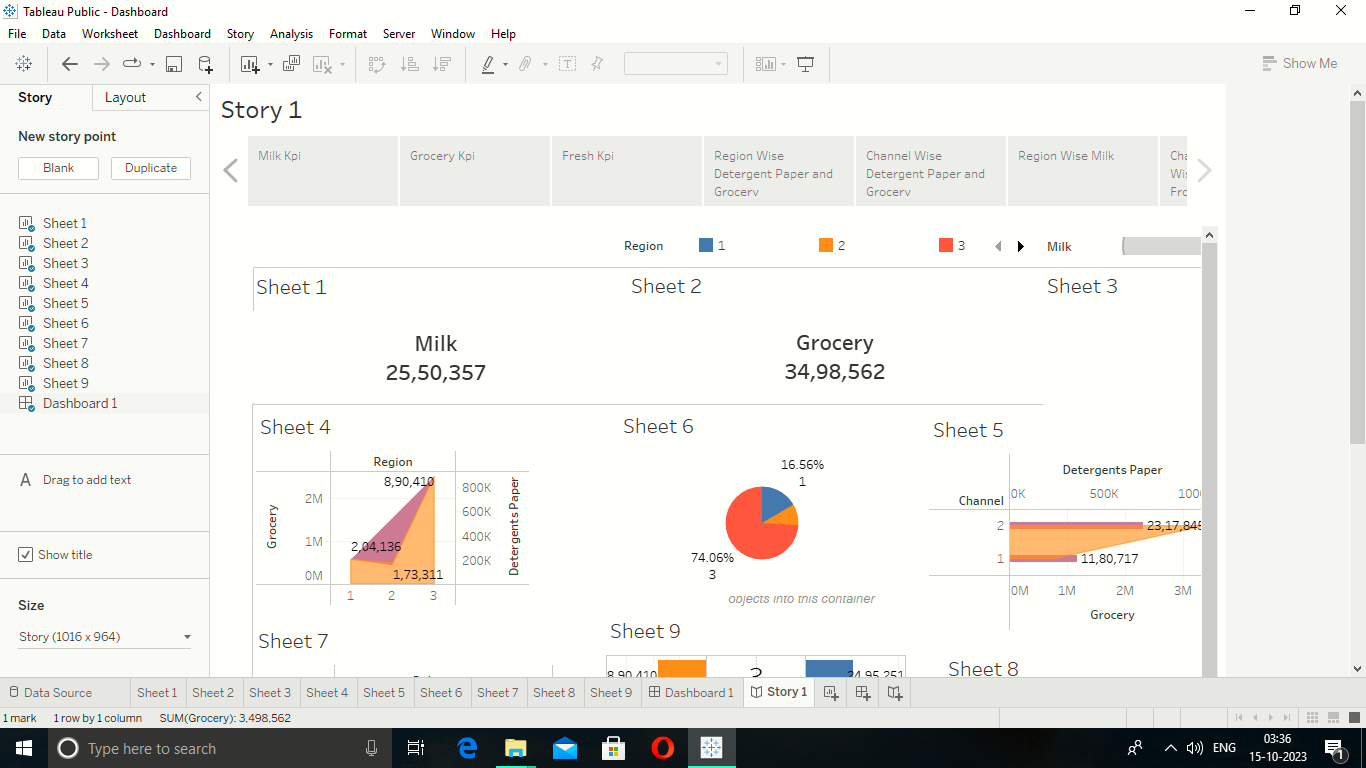 Tableau Public - Dashboard
File Data Worksheet Dashboard Story Analysis Format Server Window Help
Show Me
Story Layout
New story point
Blank Duplicate
Sheet 1
Sheet 2
Sheet 3
Sheet 4
Sheet 5
Sheet 6
Sheet 7
Sheet 8
Sheet 9
Dashboard 1
A Drag to add text
Show title
Size
Story (1016 x 964)
Story 1
Milk Kpi
Grocery Kpi
Fresh Kpi
Region Wise
Detergent Paper and
Grocery
Channel Wise
Detergent Paper and
Grocery
Region Wise Milk
Cha
Wis
Fro
Region 1 2 3 Milk
Sheet 1
Milk
25,50,357
Sheet 2
Grocery
34,98,562
Sheet 3
Sheet 4
Region
8,90,410
2,04,136
1,73,311
2M
1M
0M
Grocery
800K
600K
400K
200K
Detergents Paper
1 2 3
Sheet 6
16.56%
1
74.06%
3
objects into this container
Sheet 5
Detergents Paper
Channel 0K 500K 100
2 23,17,845
1 11,80,717
0M 1M 2M 3M
Grocery
Sheet 7
Sheet 9
8,90,410 24,95,251
Sheet 8
Data Source Sheet 1 Sheet 2 Sheet 3 Sheet 4 Sheet 5 Sheet 6 Sheet 7 Sheet 8 Sheet 9 Dashboard 1 Story 1
1 mark 1 row by 1 column SUM(Grocery): 3,498,562
Type here to search
ENG
03:36
15-10-2023
1